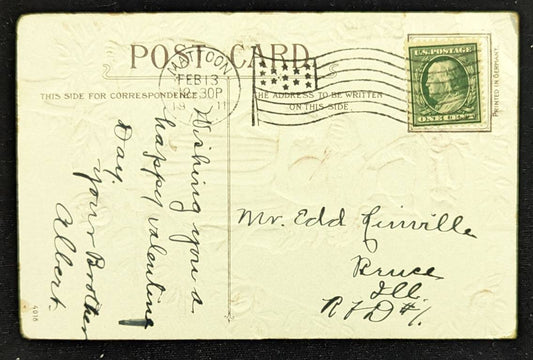 POST CARD
THIS SIDE FOR CORRESPONDENCE
THE ADDRESS TO BE WRITTEN
ON THIS SIDE
MATTOON
FEB 13
30P
1911
U.S. POSTAGE
ONE CENT
PRINTED IN GERMANY
Wishing you a
happy valentine
Day.
your Brother
Albert.
Mr. Edd Linville
Bruce
Ill.
R F D #1.
4018